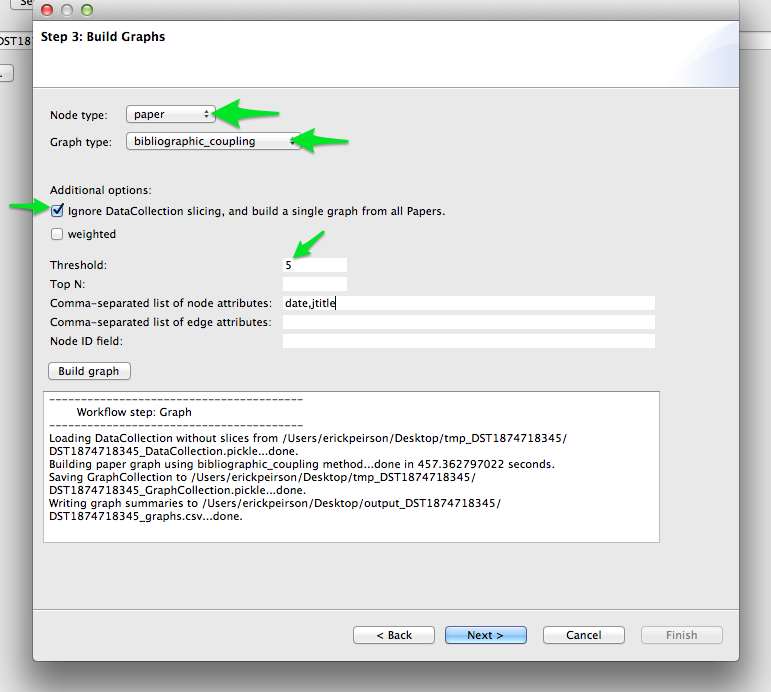 Se
Step 3: Build Graphs
DST18
Node type: paper
Graph type: bibliographic_coupling
Additional options:
Ignore DataCollection slicing, and build a single graph from all Papers.
weighted
Threshold: 5
Top N:
Comma-separated list of node attributes: date,jtitle
Comma-separated list of edge attributes:
Node ID field:
Build graph
----------------------------------------
Workflow step: Graph
----------------------------------------
Loading DataCollection without slices from /Users/erickpeirson/Desktop/tmp_DST1874718345/
DST1874718345_DataCollection.pickle...done.
Building paper graph using bibliographic_coupling method...done in 457.362797022 seconds.
Saving GraphCollection to /Users/erickpeirson/Desktop/tmp_DST1874718345/
DST1874718345_GraphCollection.pickle...done.
Writing graph summaries to /Users/erickpeirson/Desktop/output_DST1874718345/
DST1874718345_graphs.csv...done.
< Back Next > Cancel Finish